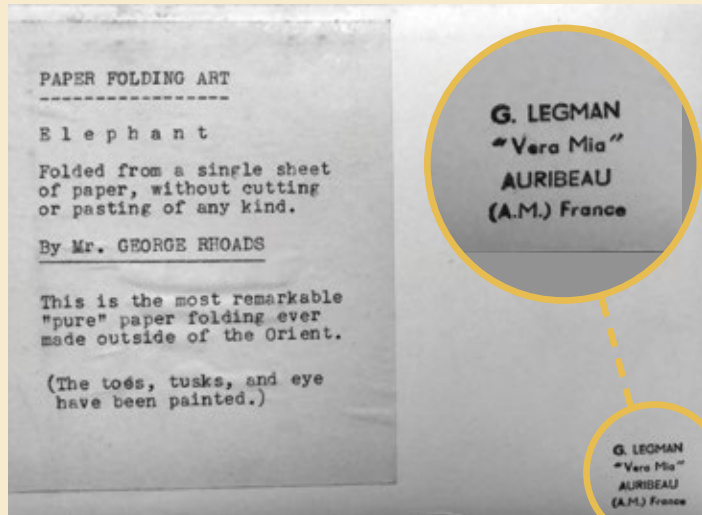 PAPER FOLDING ART
-----------------
E l e p h a n t
Folded from a single sheet
of paper, without cutting
or pasting of any kind.
By Mr. GEORGE RHOADS
This is the most remarkable
"pure" paper folding ever
made outside of the Orient.
(The toes, tusks, and eye
have been painted.)
G. LEGMAN
"Vera Mia"
AURIBEAU
(A.M.) France
G. LEGMAN
"Vera Mia"
AURIBEAU
(A.M.) France